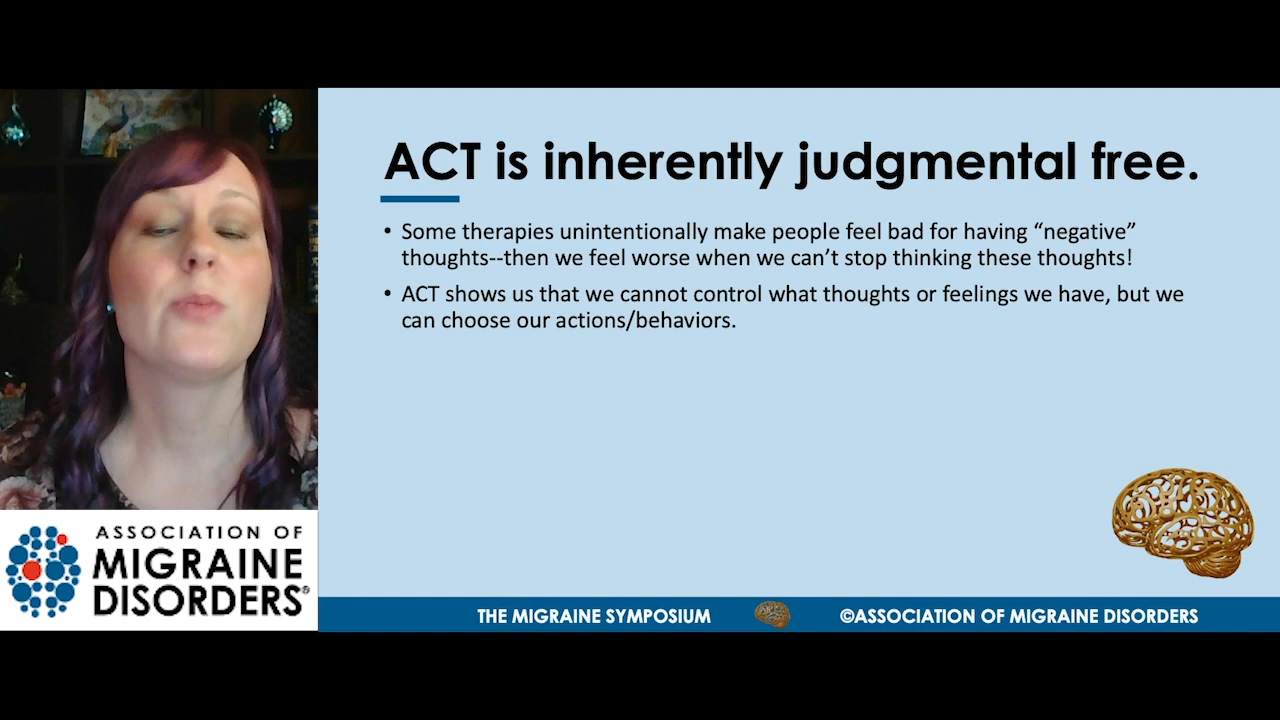 ACT is inherently judgmental free.
• Some therapies unintentionally make people feel bad for having “negative”
thoughts--then we feel worse when we can’t stop thinking these thoughts!
• ACT shows us that we cannot control what thoughts or feelings we have, but we
can choose our actions/behaviors.
ASSOCIATION OF
MIGRAINE
DISORDERS®
THE MIGRAINE SYMPOSIUM
©ASSOCIATION OF MIGRAINE DISORDERS